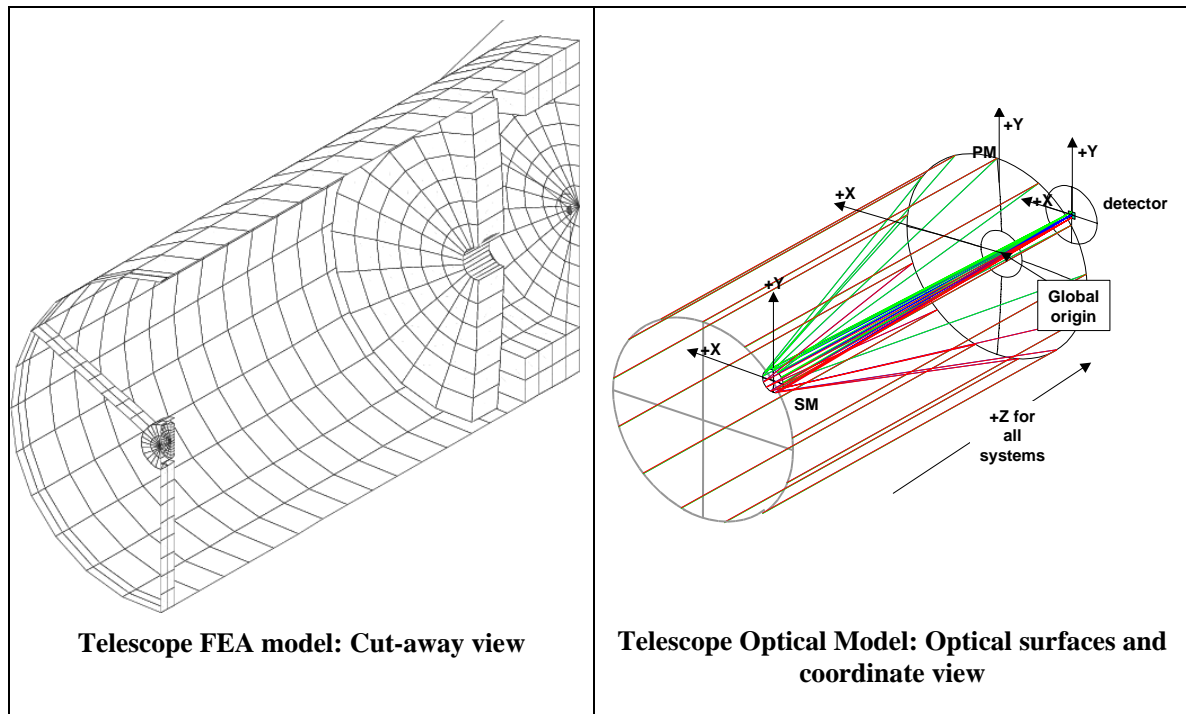 Telescope FEA model: Cut-away view
+Y
PM
+Y
+X
+X
detector
+Y
Global
origin
+X
SM
+Z for
all
systems
Telescope Optical Model: Optical surfaces and
coordinate view